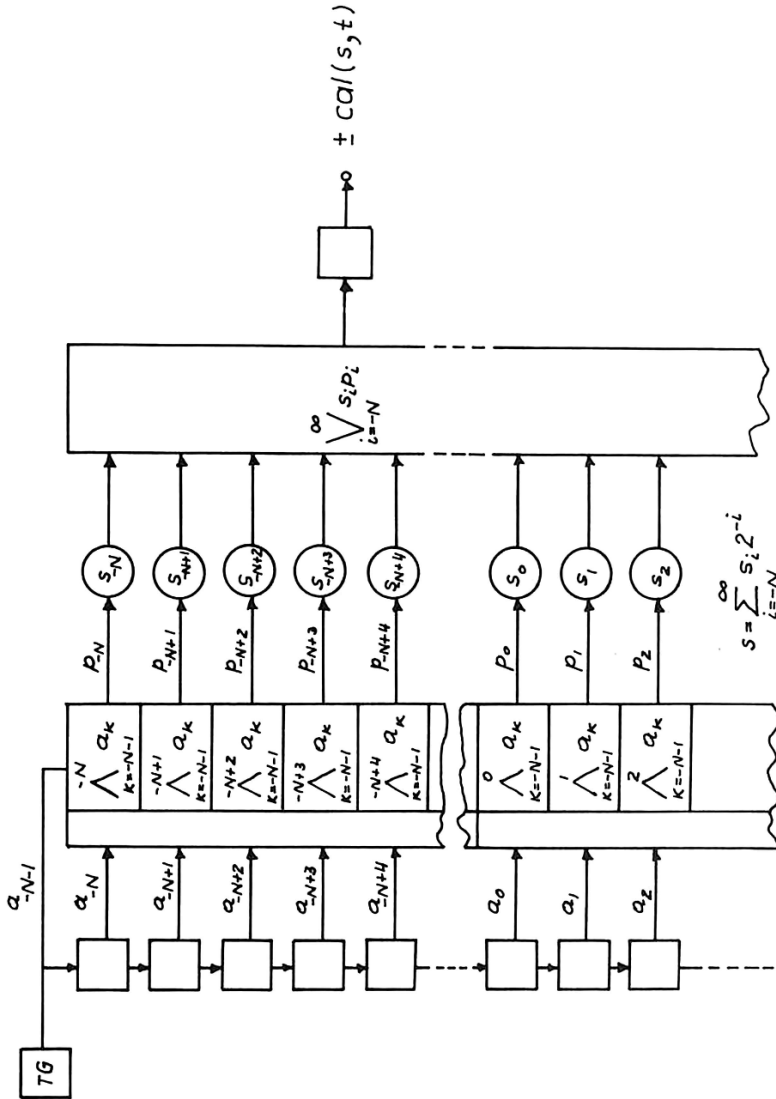 TG
a_{-N-1}
a_{-N}
a_{-N+1}
a_{-N+2}
a_{-N+3}
a_{-N+4}
a_0
a_1
a_2
-N ⋀ k=-N-1 a_k
-N+1 ⋀ k=-N-1 a_k
-N+2 ⋀ k=-N-1 a_k
-N+3 ⋀ k=-N-1 a_k
-N+4 ⋀ k=-N-1 a_k
0 ⋀ k=-N-1 a_k
1 ⋀ k=-N-1 a_k
2 ⋀ k=-N-1 a_k
p_{-N}
p_{-N+1}
p_{-N+2}
p_{-N+3}
p_{-N+4}
p_0
p_1
p_2
s_{-N}
s_{-N+1}
s_{-N+2}
s_{-N+3}
s_{-N+4}
s_0
s_1
s_2
∞ ⋁ i=-N s_i p_i
± cal(s,t)
s = ∞ ∑ i=-N s_i 2^{-i}